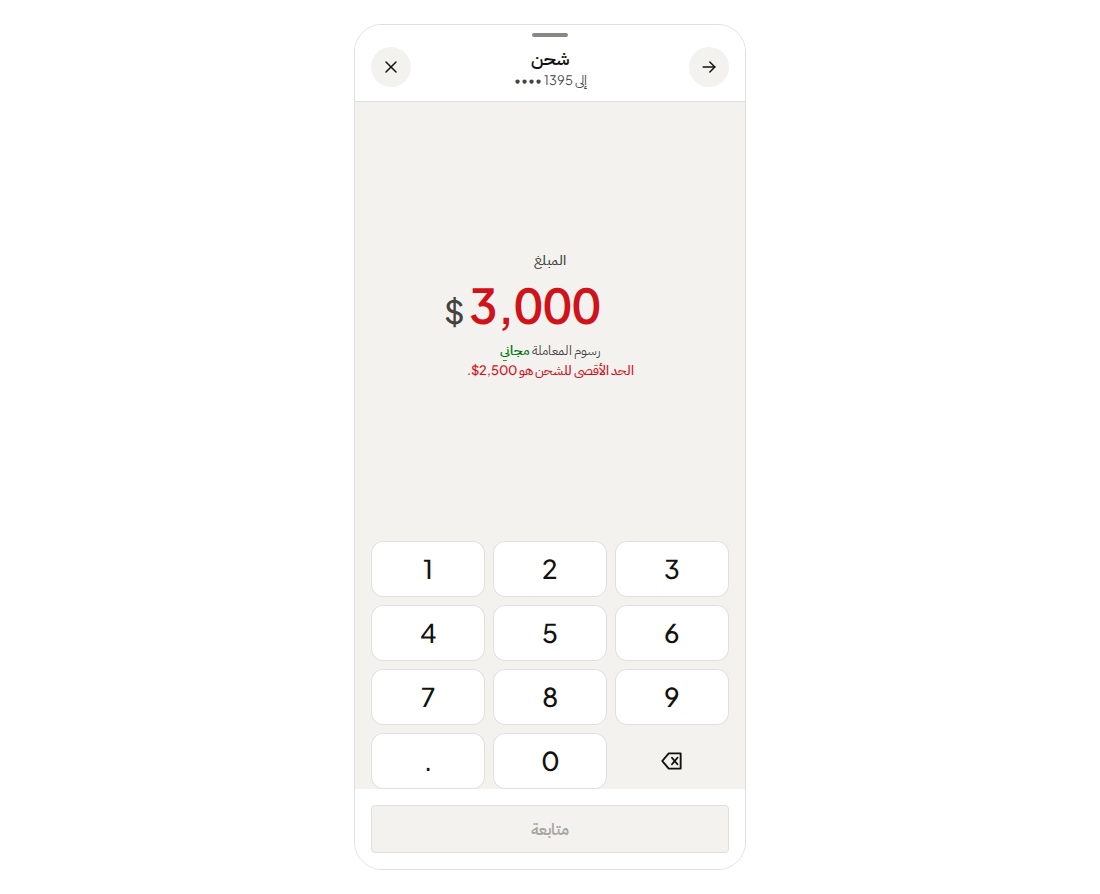 شحن
إلى 1395 ••••
المبلغ
3,000 $
رسوم المعاملة مجاني
الحد الأقصى للشحن هو 2,500$.
1 2 3
4 5 6
7 8 9
. 0
متابعة